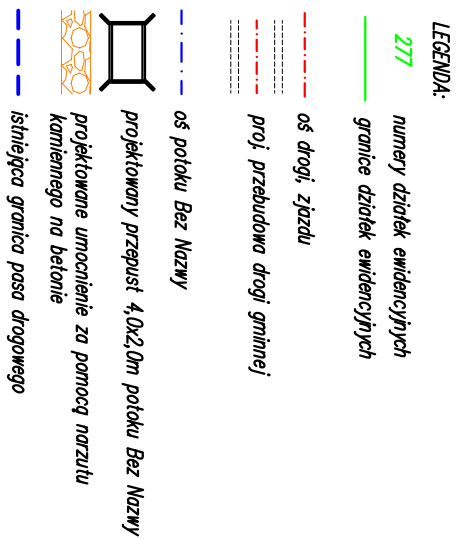 LEGENDA:
277 numery działek ewidencyjnych
granice działek ewidencyjnych
oś drogi, zjazdu
proj. przebudowa drogi gminnej
oś potoku Bez Nazwy
projektowany przepust 4,0x2,0m potoku Bez Nazwy
projektowane umocnienie za pomocą narzutu
kamiennego na betonie
istniejąca granica pasa drogowego